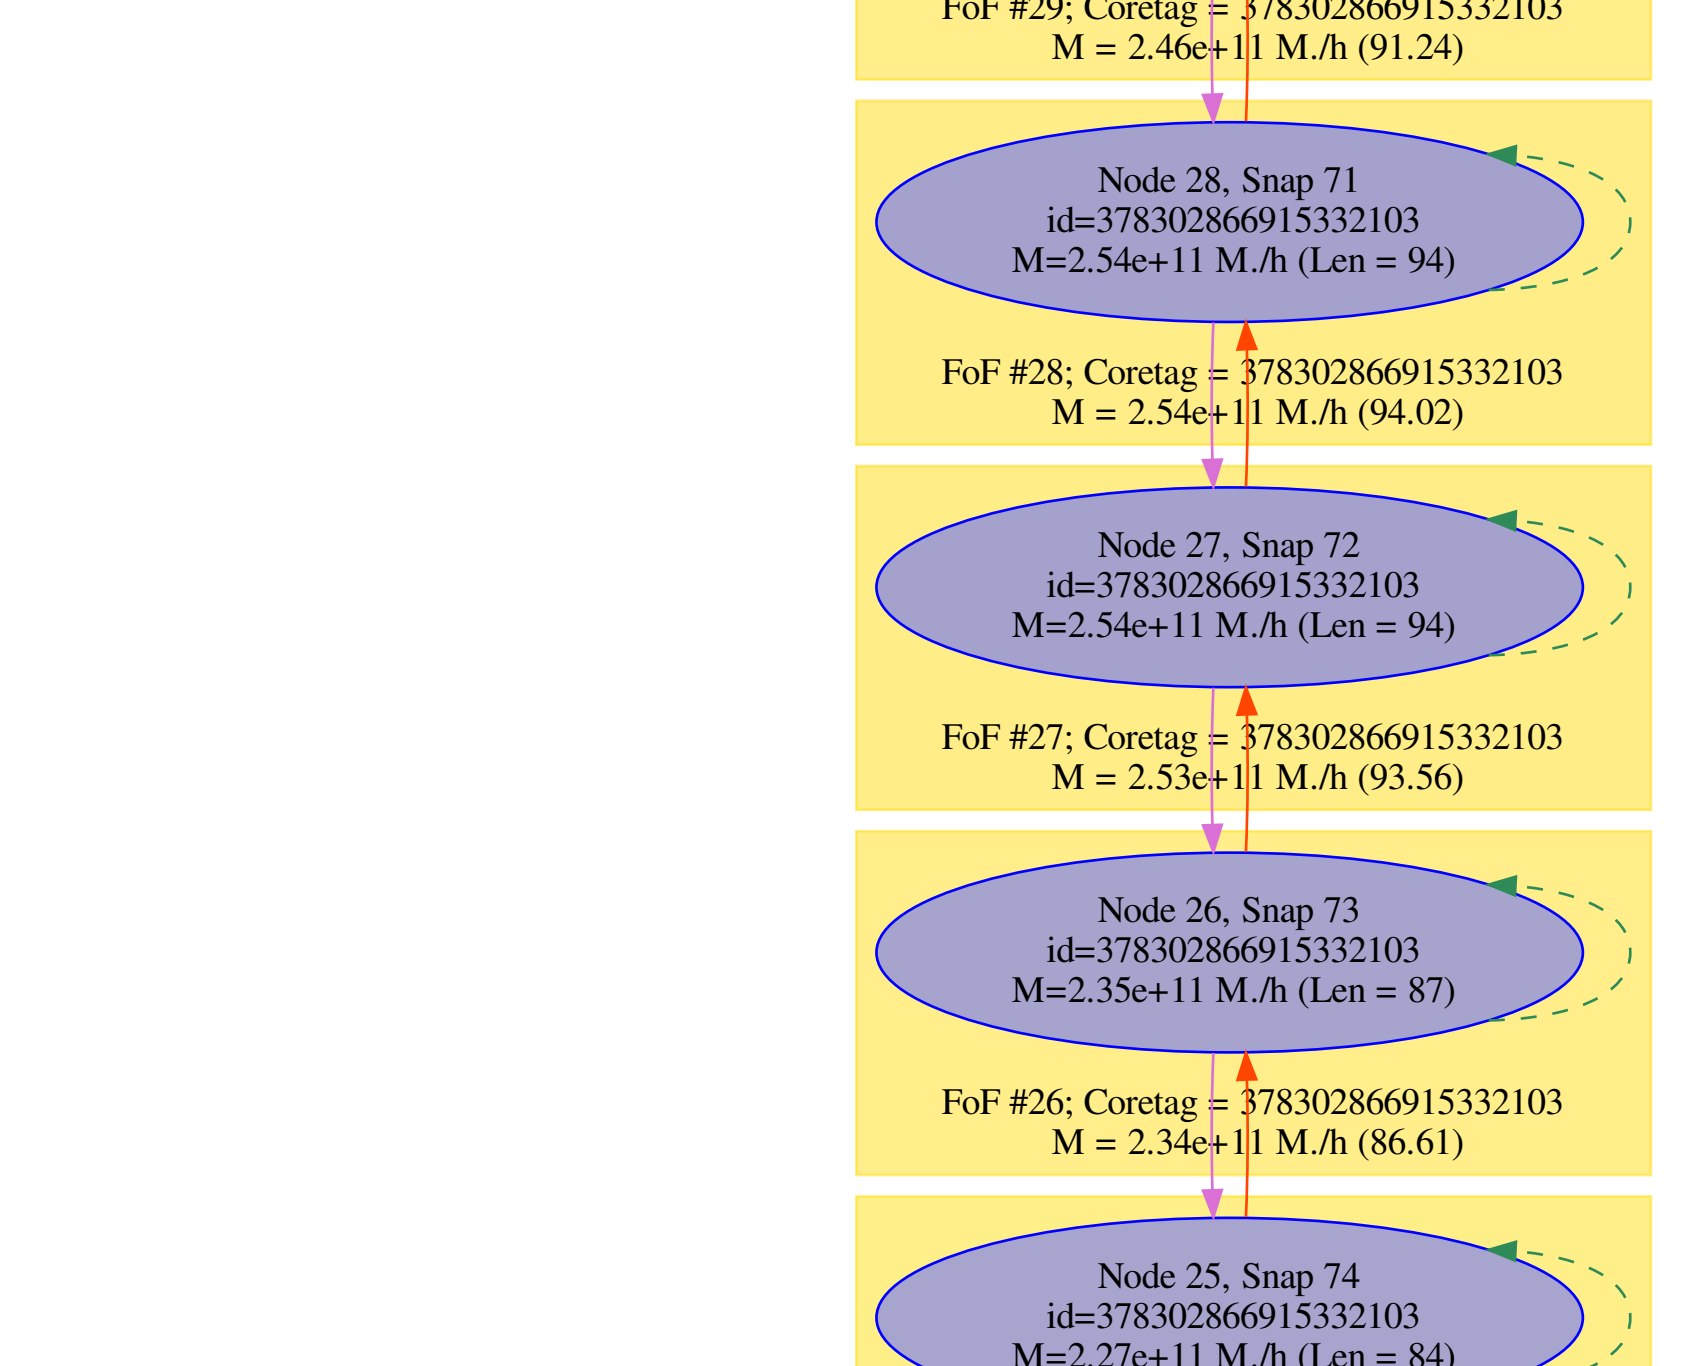 FoF #29; Coretag = 378302866915332103
M = 2.46e+11 M./h (91.24)
Node 28, Snap 71
id=378302866915332103
M=2.54e+11 M./h (Len = 94)
FoF #28; Coretag = 378302866915332103
M = 2.54e+11 M./h (94.02)
Node 27, Snap 72
id=378302866915332103
M=2.54e+11 M./h (Len = 94)
FoF #27; Coretag = 378302866915332103
M = 2.53e+11 M./h (93.56)
Node 26, Snap 73
id=378302866915332103
M=2.35e+11 M./h (Len = 87)
FoF #26; Coretag = 378302866915332103
M = 2.34e+11 M./h (86.61)
Node 25, Snap 74
id=378302866915332103
M=2.27e+11 M./h (Len = 84)